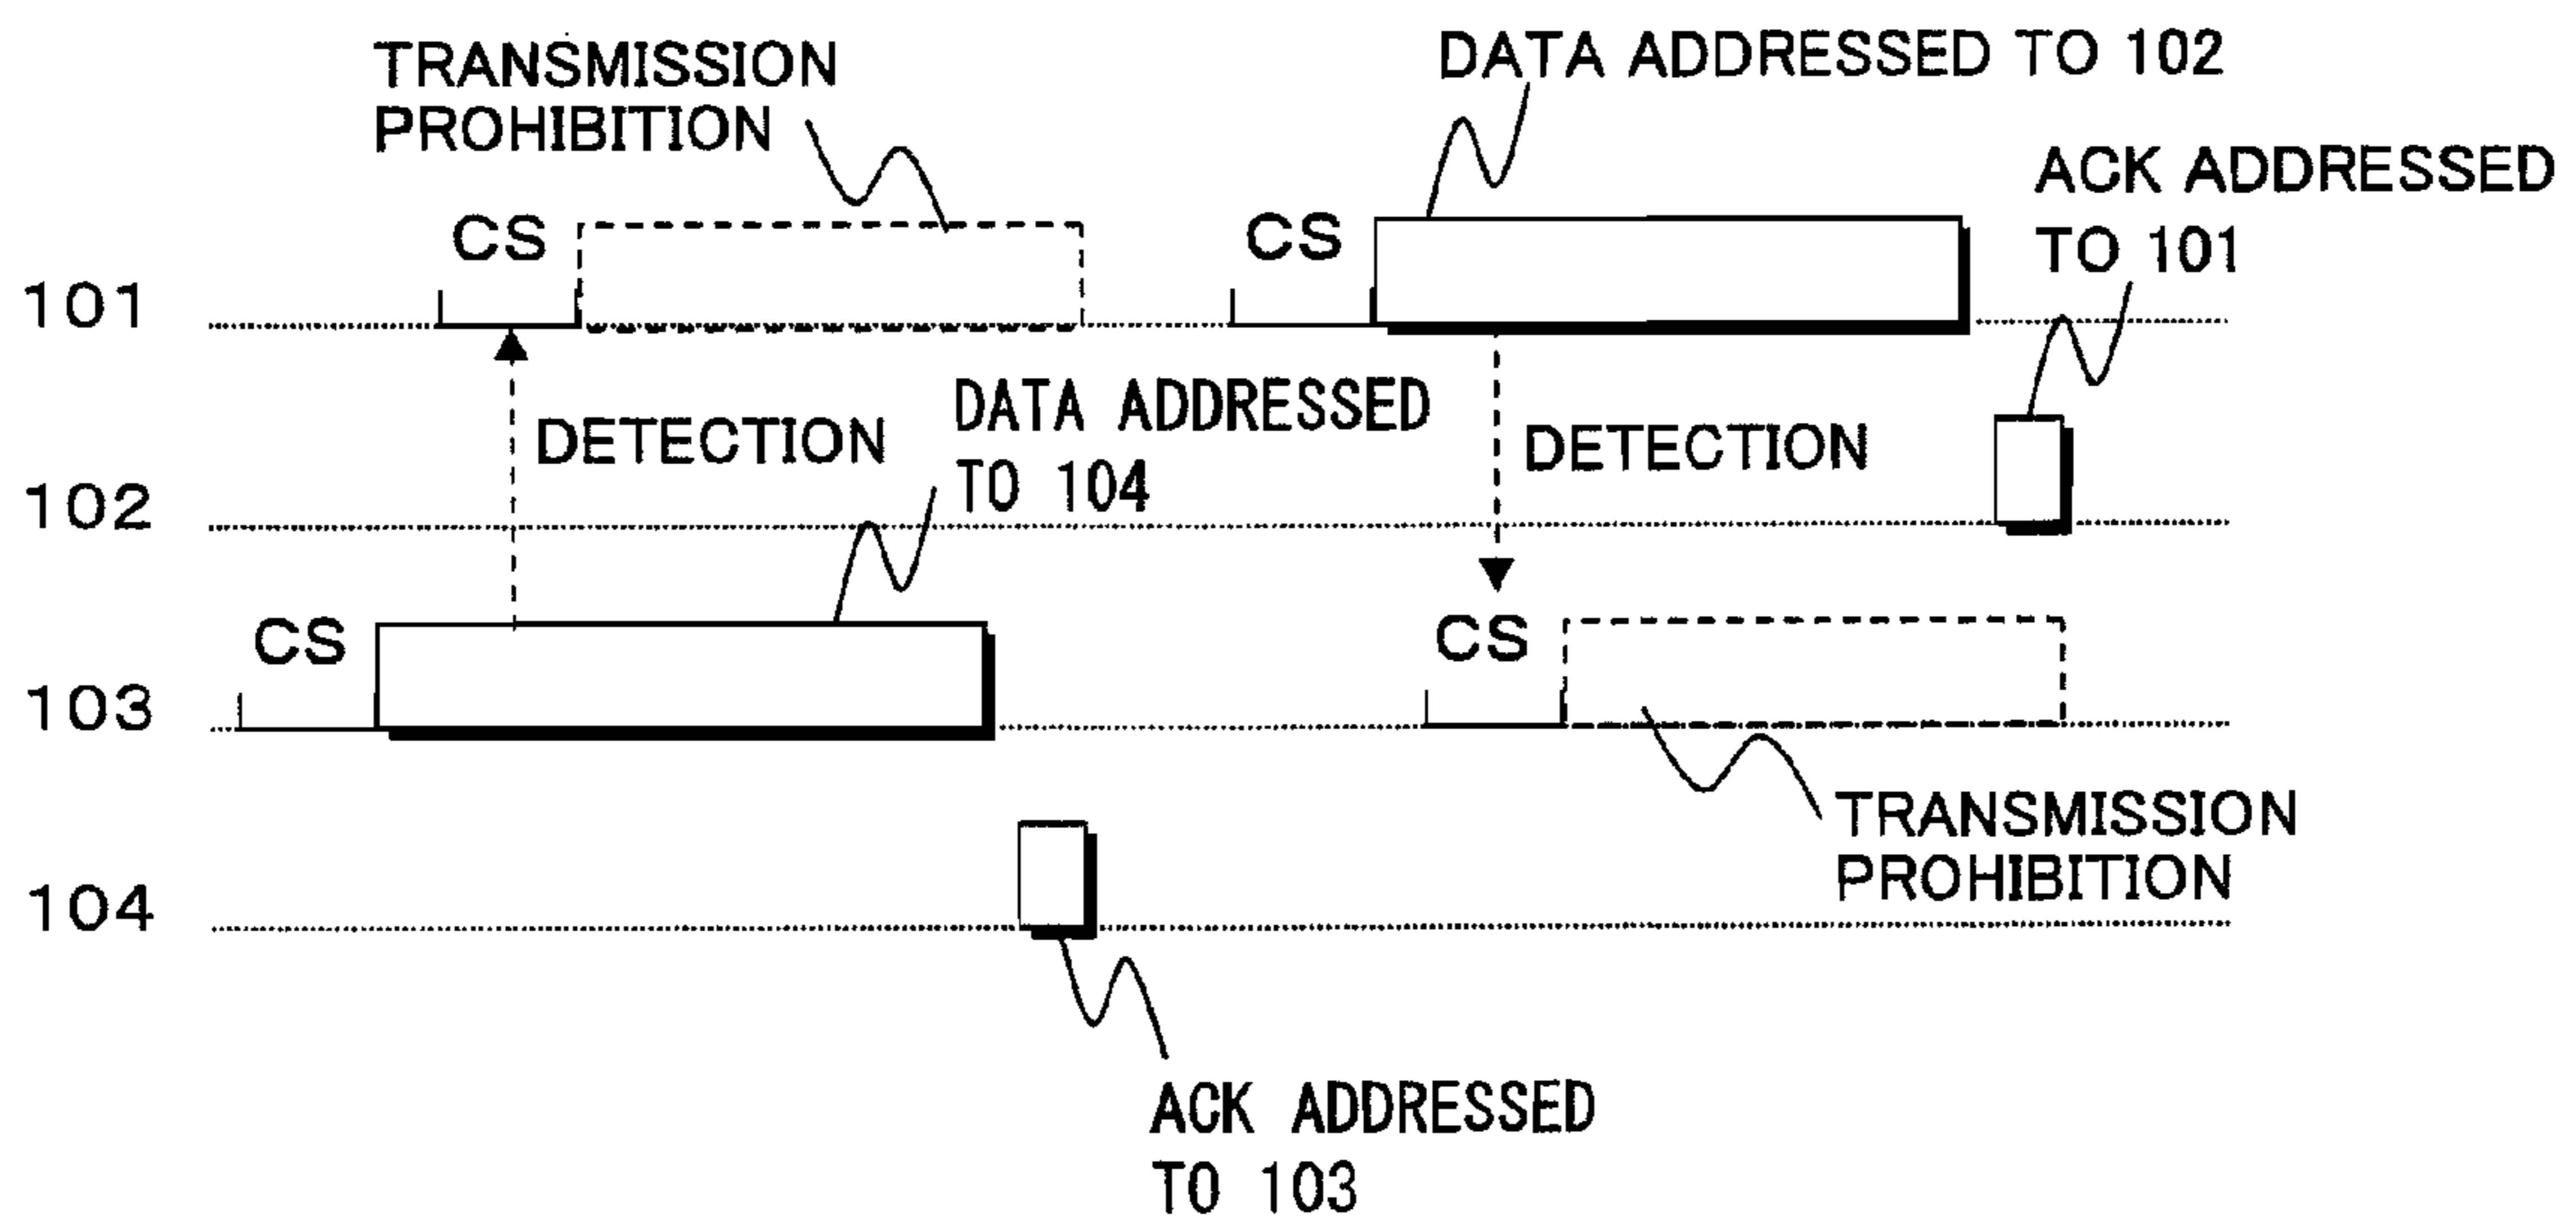 TRANSMISSION
PROHIBITION
DATA ADDRESSED TO 102
ACK ADDRESSED
TO 101
CS
CS
101
DETECTION
DATA ADDRESSED
TO 104
DETECTION
102
CS
CS
103
TRANSMISSION
PROHIBITION
104
ACK ADDRESSED
TO 103